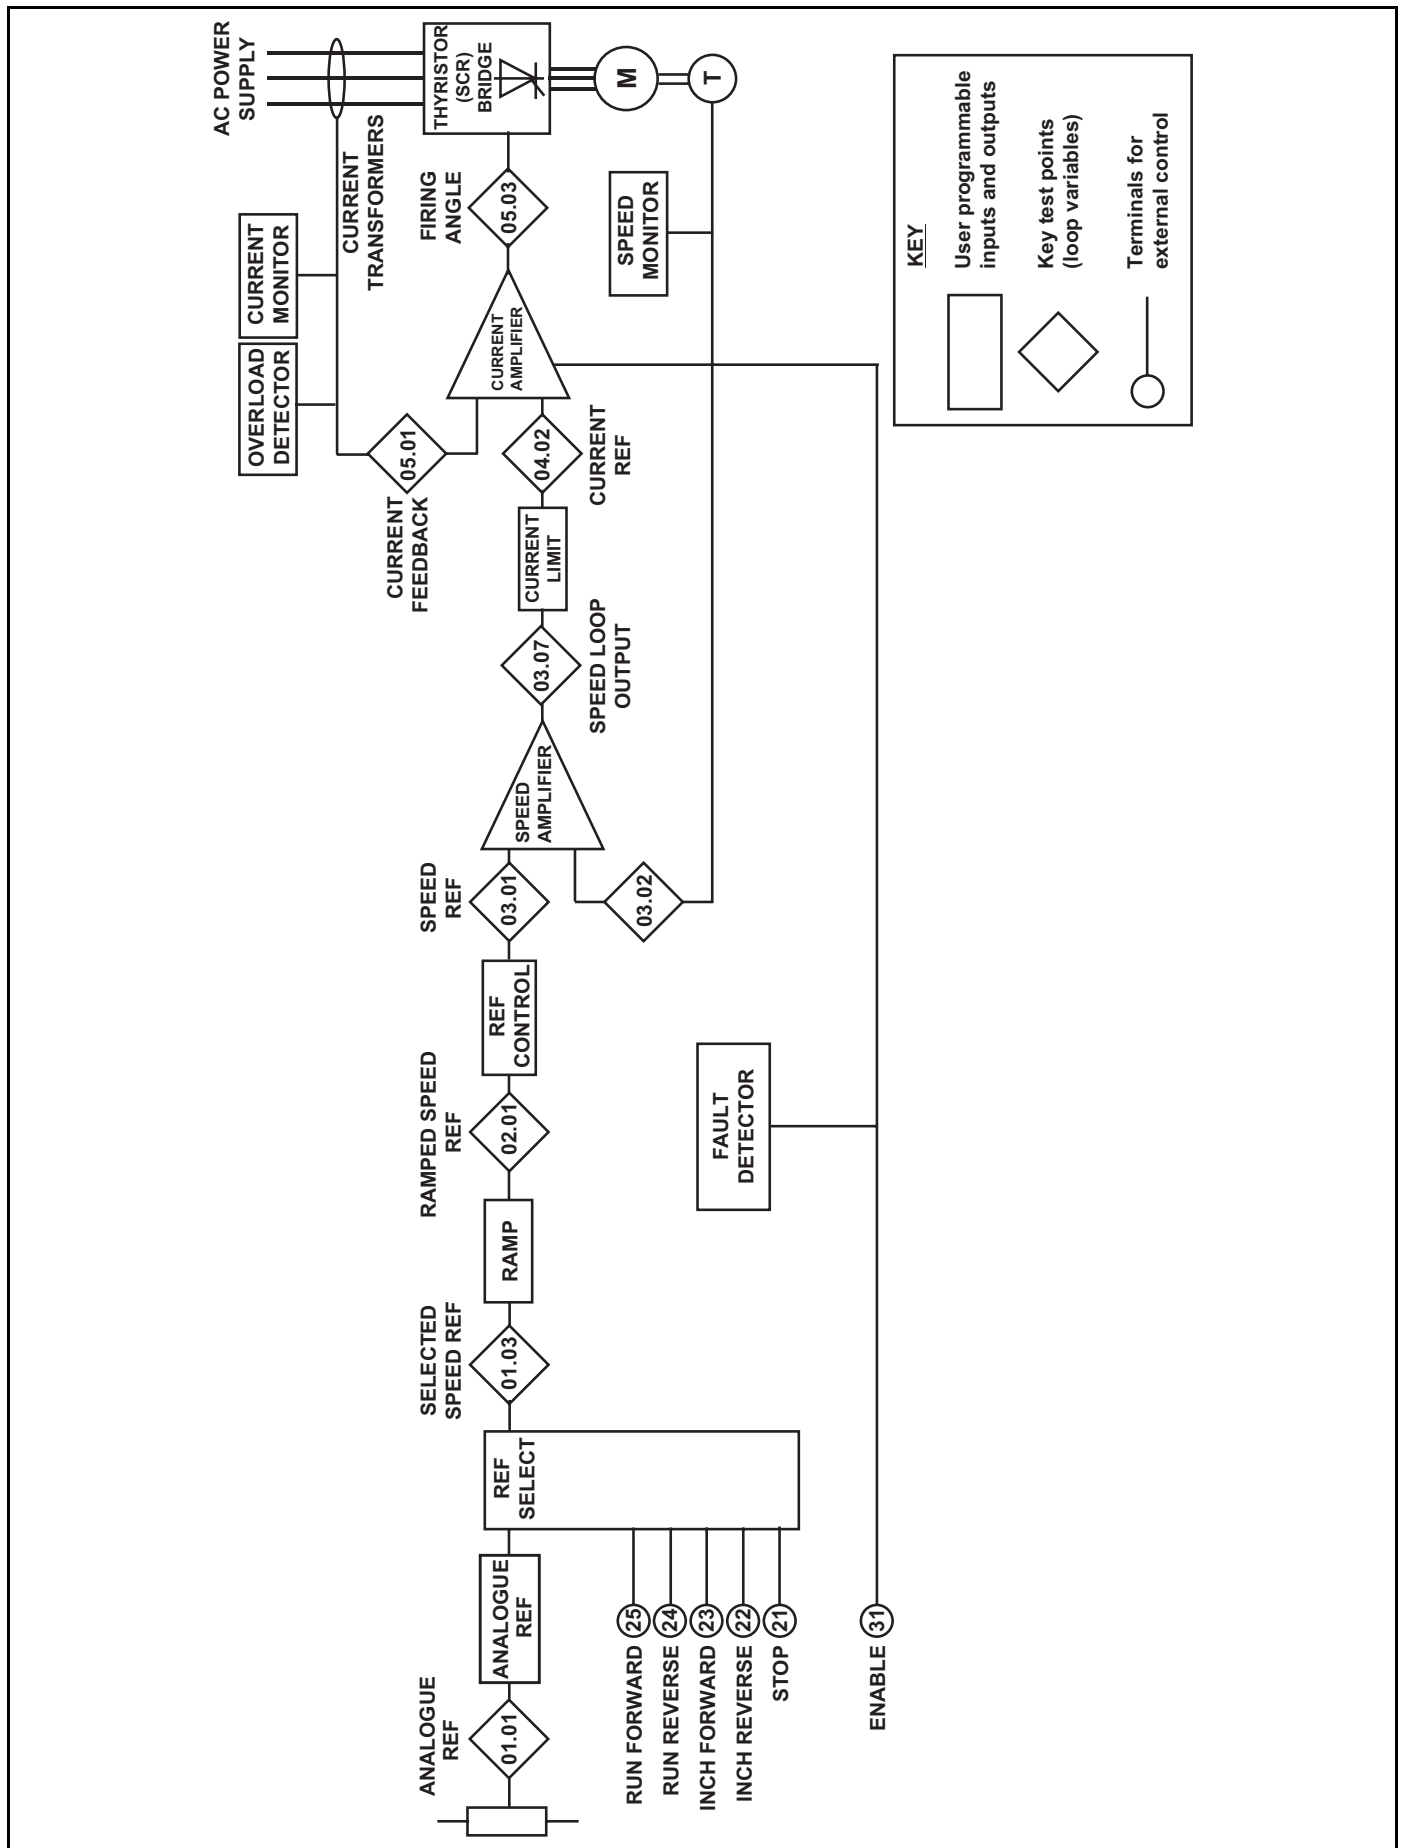 ANALOGUE
REF
01.01
ANALOGUE
REF
REF
SELECT
RUN FORWARD 25
RUN REVERSE 24
INCH FORWARD 23
INCH REVERSE 22
STOP 21
ENABLE 31
SELECTED
SPEED REF
01.03
RAMP
RAMPED SPEED
REF
02.01
REF
CONTROL
FAULT
DETECTOR
SPEED
REF
03.01
03.02
SPEED
AMPLIFIER
03.07
SPEED LOOP
OUTPUT
CURRENT
LIMIT
CURRENT
FEEDBACK
05.01
04.02
CURRENT
REF
OVERLOAD
DETECTOR
CURRENT
MONITOR
CURRENT
TRANSFORMERS
CURRENT
AMPLIFIER
FIRING
ANGLE
05.03
SPEED
MONITOR
AC POWER
SUPPLY
THYRISTOR
(SCR)
BRIDGE
M
T
KEY
User programmable
inputs and outputs
Key test points
(loop variables)
Terminals for
external control